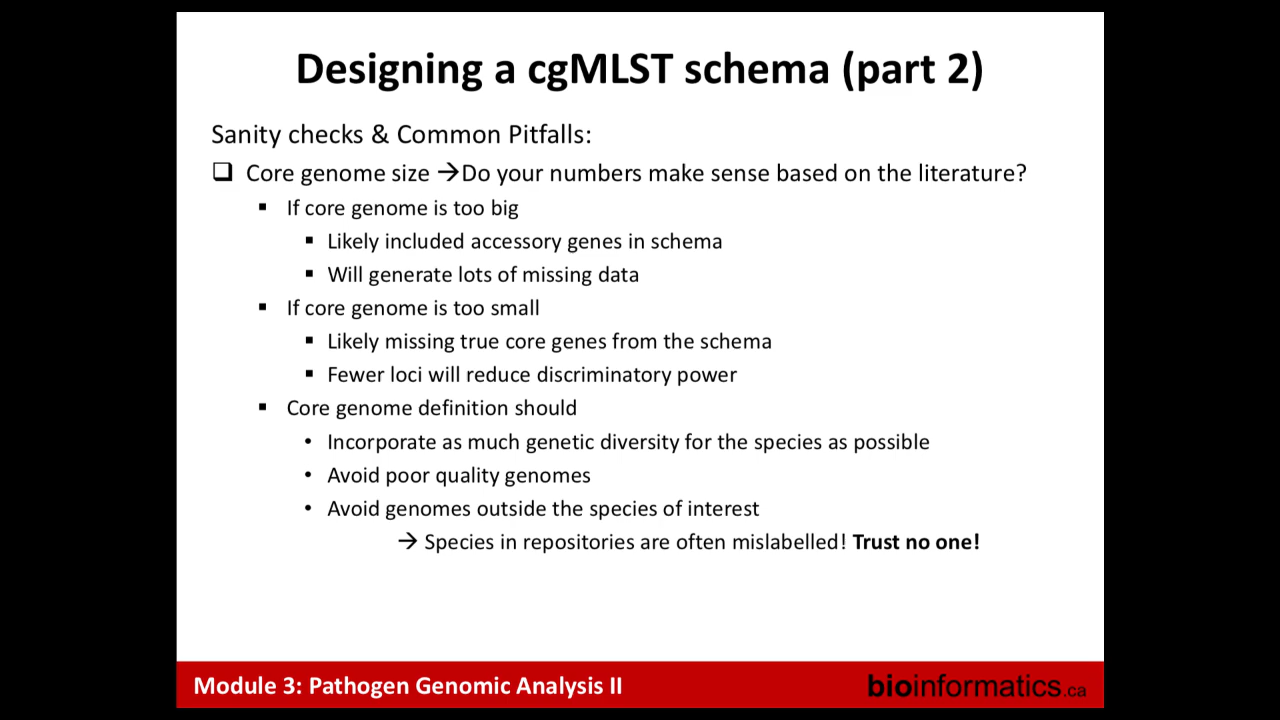 Designing a cgMLST schema (part 2)
Sanity checks & Common Pitfalls:
❑ Core genome size →Do your numbers make sense based on the literature?
▪ If core genome is too big
▪ Likely included accessory genes in schema
▪ Will generate lots of missing data
▪ If core genome is too small
▪ Likely missing true core genes from the schema
▪ Fewer loci will reduce discriminatory power
▪ Core genome definition should
• Incorporate as much genetic diversity for the species as possible
• Avoid poor quality genomes
• Avoid genomes outside the species of interest
→ Species in repositories are often mislabelled! Trust no one!
Module 3: Pathogen Genomic Analysis II
bioinformatics.ca